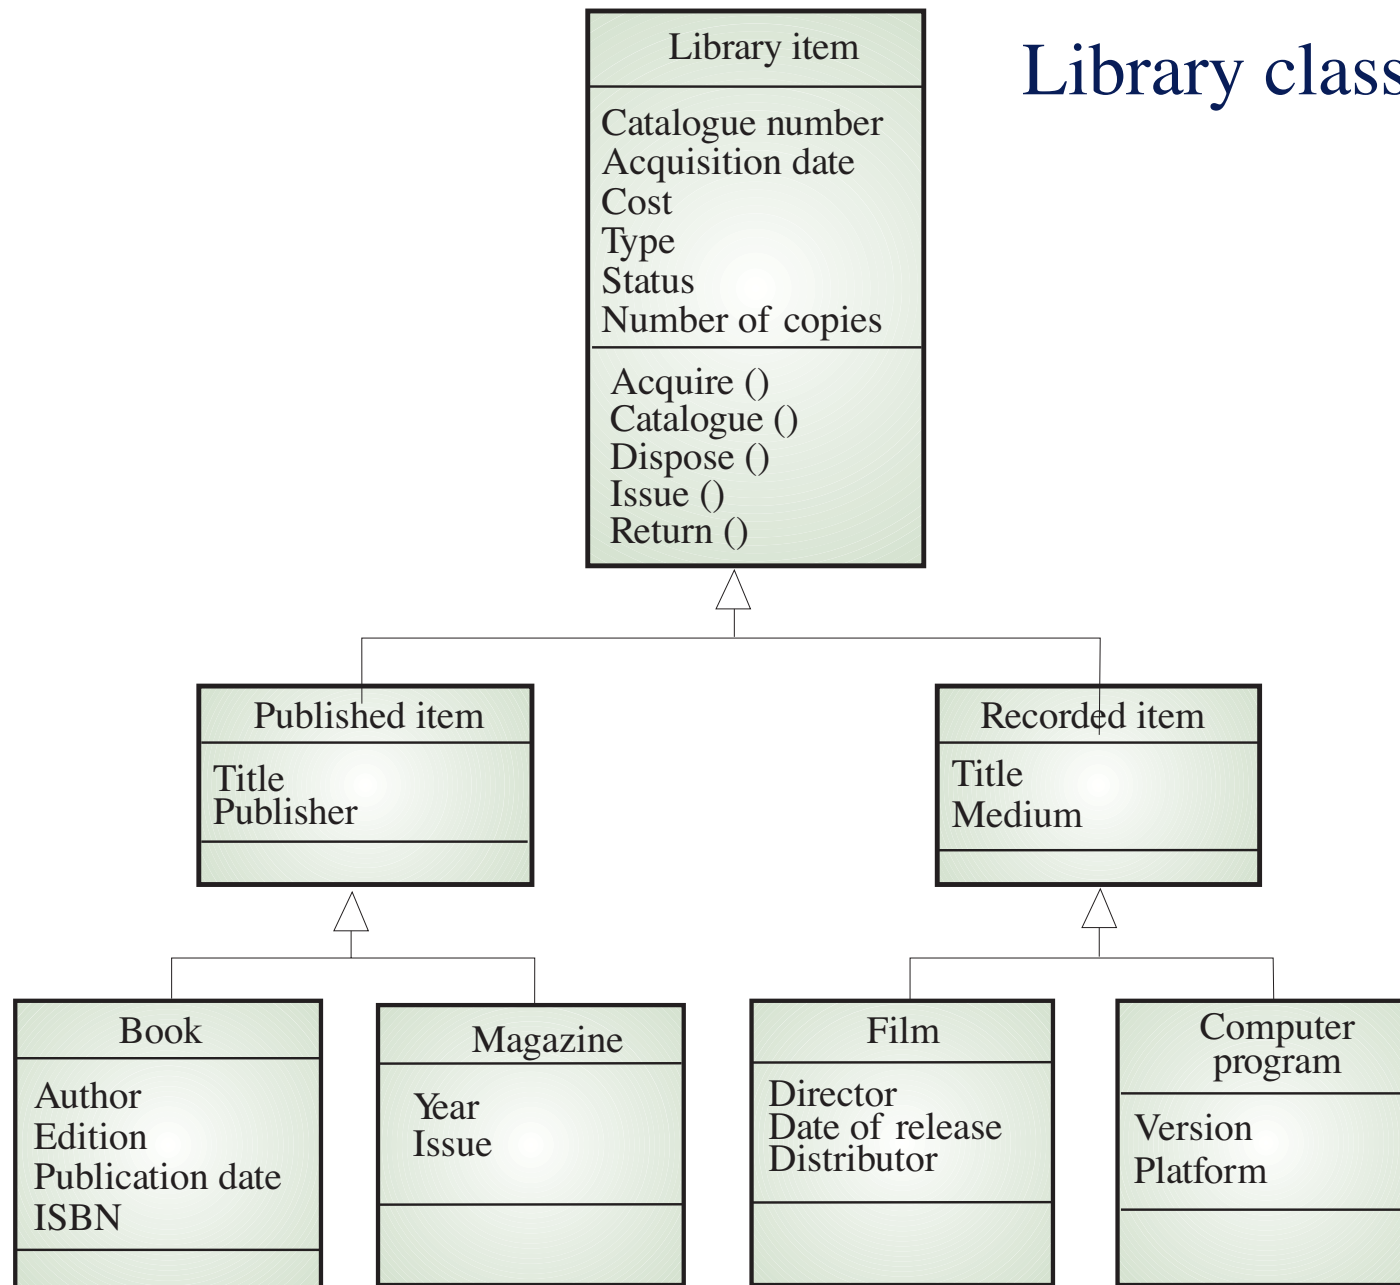 Library class
Library item
Catalogue number
Acquisition date
Cost
Type
Status
Number of copies
Acquire ()
Catalogue ()
Dispose ()
Issue ()
Return ()
Published item
Title
Publisher
Recorded item
Title
Medium
Book
Author
Edition
Publication date
ISBN
Magazine
Year
Issue
Film
Director
Date of release
Distributor
Computer
program
Version
Platform